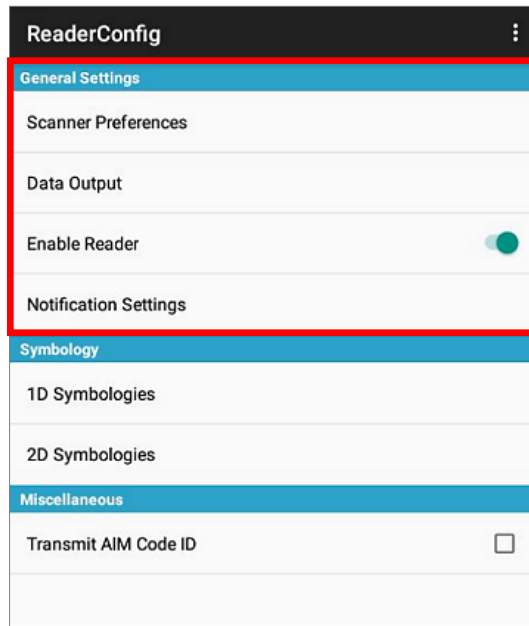 ReaderConfig
General Settings
Scanner Preferences
Data Output
Enable Reader
Notification Settings
Symbology
1D Symbologies
2D Symbologies
Miscellaneous
Transmit AIM Code ID